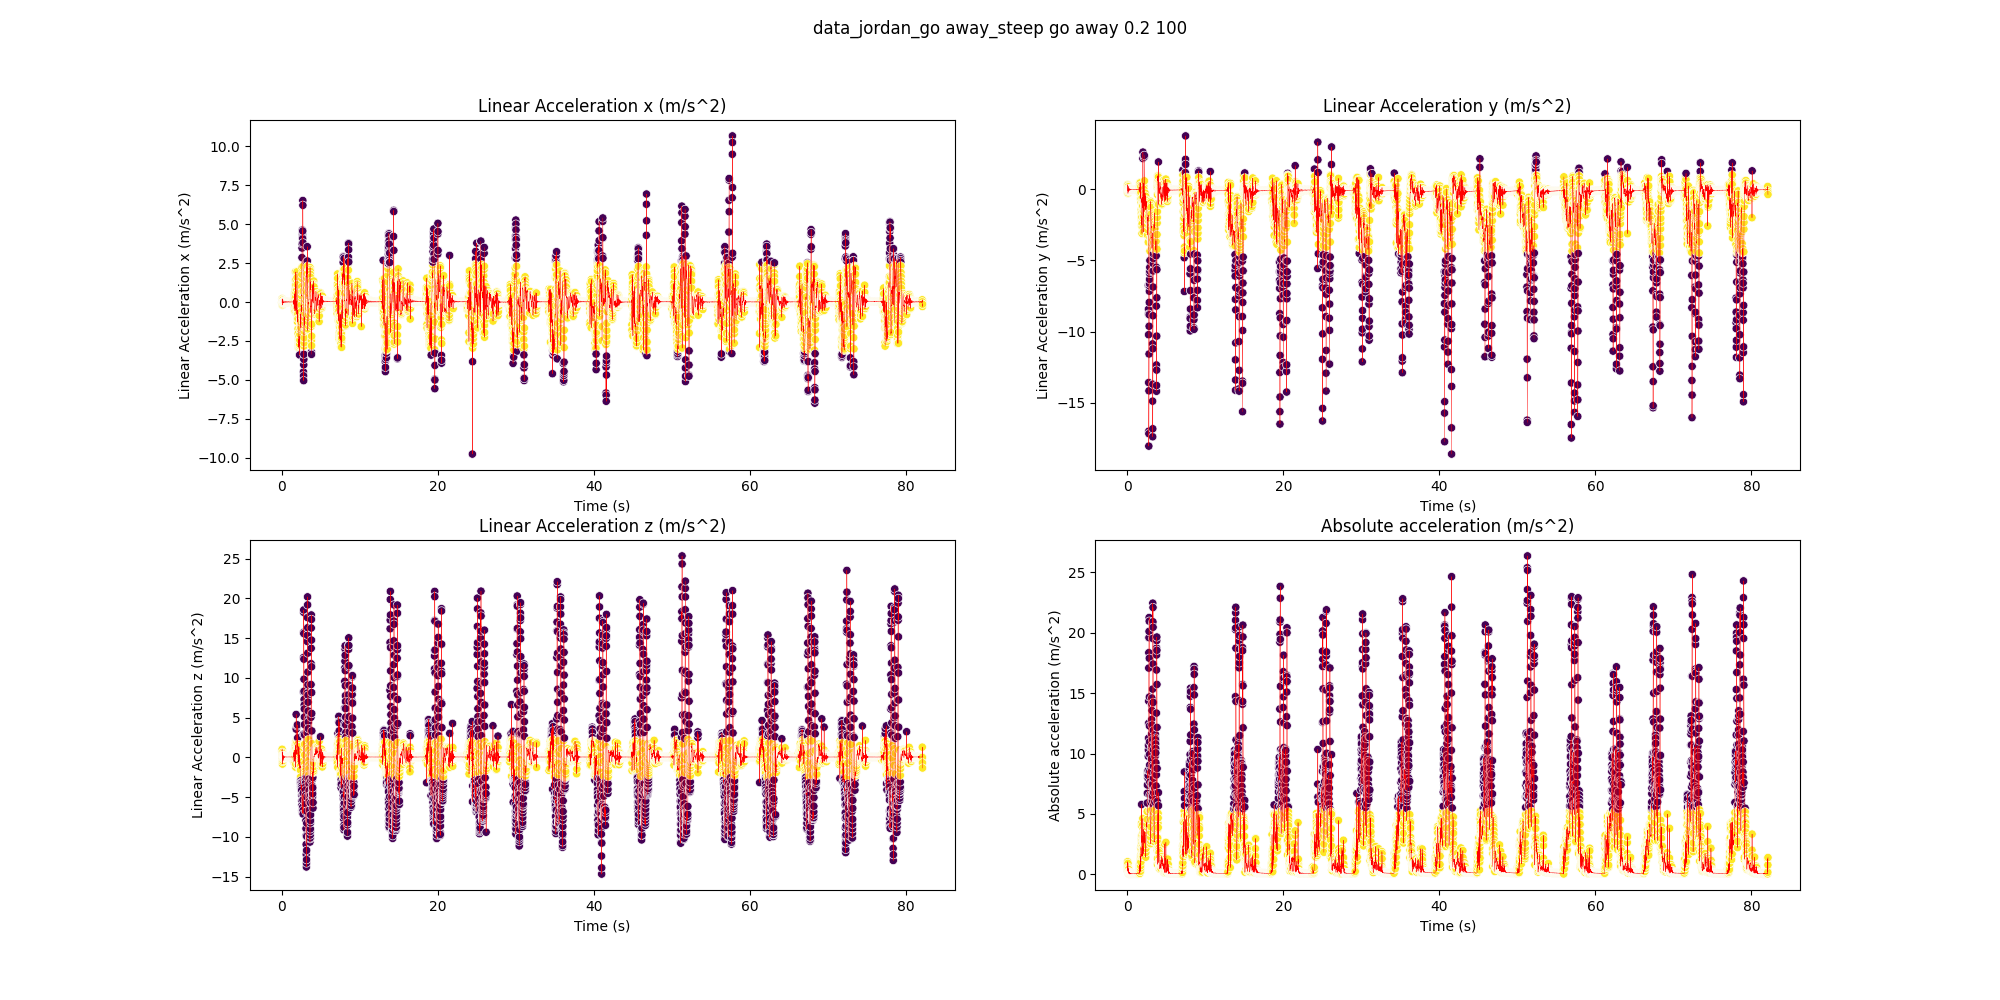 data_jordan_go away_steep go away 0.2 100
Linear Acceleration x (m/s^2)
Linear Acceleration x (m/s^2)
10.0
7.5
5.0
2.5
0.0
−2.5
−5.0
−7.5
−10.0
0 20 40 60 80
Time (s)
Linear Acceleration y (m/s^2)
Linear Acceleration y (m/s^2)
0
−5
−10
−15
0 20 40 60 80
Time (s)
Linear Acceleration z (m/s^2)
Linear Acceleration z (m/s^2)
25
20
15
10
5
0
−5
−10
−15
0 20 40 60 80
Time (s)
Absolute acceleration (m/s^2)
Absolute acceleration (m/s^2)
25
20
15
10
5
0
0 20 40 60 80
Time (s)